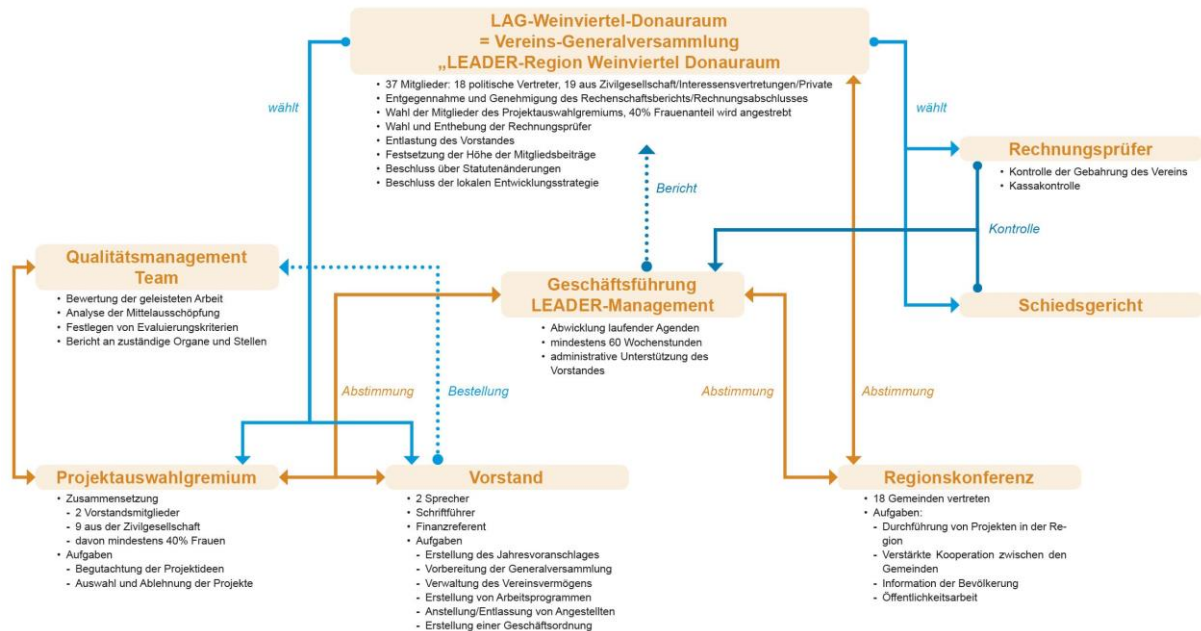 LAG-Weinviertel-Donauraum
= Vereins-Generalversammlung
„LEADER-Region Weinviertel Donauraum
• 37 Mitglieder: 18 politische Vertreter, 19 aus Zivilgesellschaft/Interessensvertretungen/Private
• Entgegennahme und Genehmigung des Rechenschaftsberichts/Rechnungsabschlusses
• Wahl der Mitglieder des Projektauswahlgremiums, 40% Frauenanteil wird angestrebt
• Wahl und Enthebung der Rechnungsprüfer
• Entlastung des Vorstandes
• Festsetzung der Höhe der Mitgliedsbeiträge
• Beschluss über Statutenänderungen
• Beschluss der lokalen Entwicklungsstrategie
wählt
wählt
Bericht
Rechnungsprüfer
• Kontrolle der Gebahrung des Vereins
• Kassakontrolle
Kontrolle
Schiedsgericht
Qualitätsmanagement
Team
• Bewertung der geleisteten Arbeit
• Analyse der Mittelausschöpfung
• Festlegen von Evaluierungskriterien
• Bericht an zuständige Organe und Stellen
Geschäftsführung
LEADER-Management
• Abwicklung laufender Agenden
• mindestens 60 Wochenstunden
• administrative Unterstützung des
Vorstandes
Abstimmung
Bestellung
Abstimmung
Abstimmung
Projektauswahlgremium
• Zusammensetzung
- 2 Vorstandsmitglieder
- 9 aus der Zivilgesellschaft
- davon mindestens 40% Frauen
• Aufgaben
- Begutachtung der Projektideen
- Auswahl und Ablehnung der Projekte
Vorstand
• 2 Sprecher
• Schriftführer
• Finanzreferent
• Aufgaben
- Erstellung des Jahresvoranschlages
- Vorbereitung der Generalversammlung
- Verwaltung des Vereinsvermögens
- Erstellung von Arbeitsprogrammen
- Anstellung/Entlassung von Angestellten
- Erstellung einer Geschäftsordnung
Regionskonferenz
• 18 Gemeinden vertreten
• Aufgaben:
- Durchführung von Projekten in der Re-
gion
- Verstärkte Kooperation zwischen den
Gemeinden
- Information der Bevölkerung
- Öffentlichkeitsarbeit